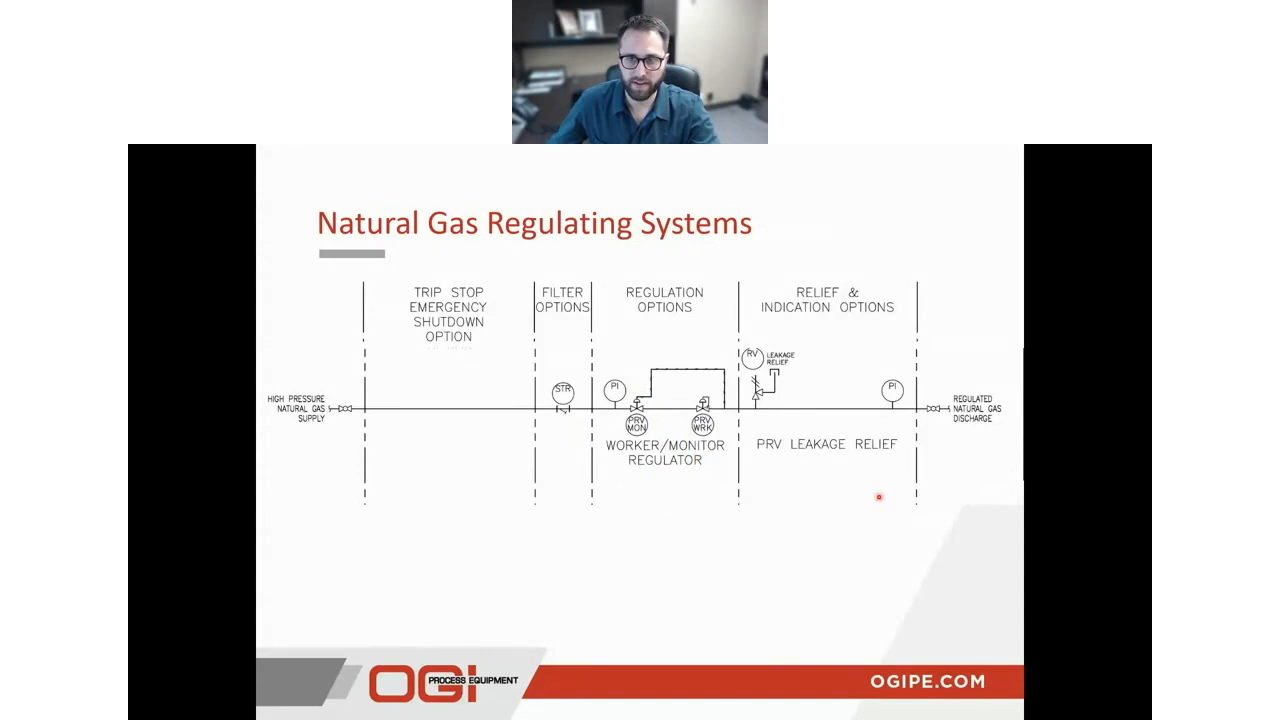 Natural Gas Regulating Systems
TRIP STOP
EMERGENCY
SHUTDOWN
OPTION
FILTER
OPTIONS
REGULATION
OPTIONS
RELIEF &
INDICATION OPTIONS
RV
LEAKAGE
RELIEF
STR
PI
PI
HIGH PRESSURE
NATURAL GAS
SUPPLY
REGULATED
NATURAL GAS
DISCHARGE
PRV
MON
PRV
WRK
WORKER/MONITOR
REGULATOR
PRV LEAKAGE RELIEF
OGI
PROCESS EQUIPMENT
OGIPE.COM